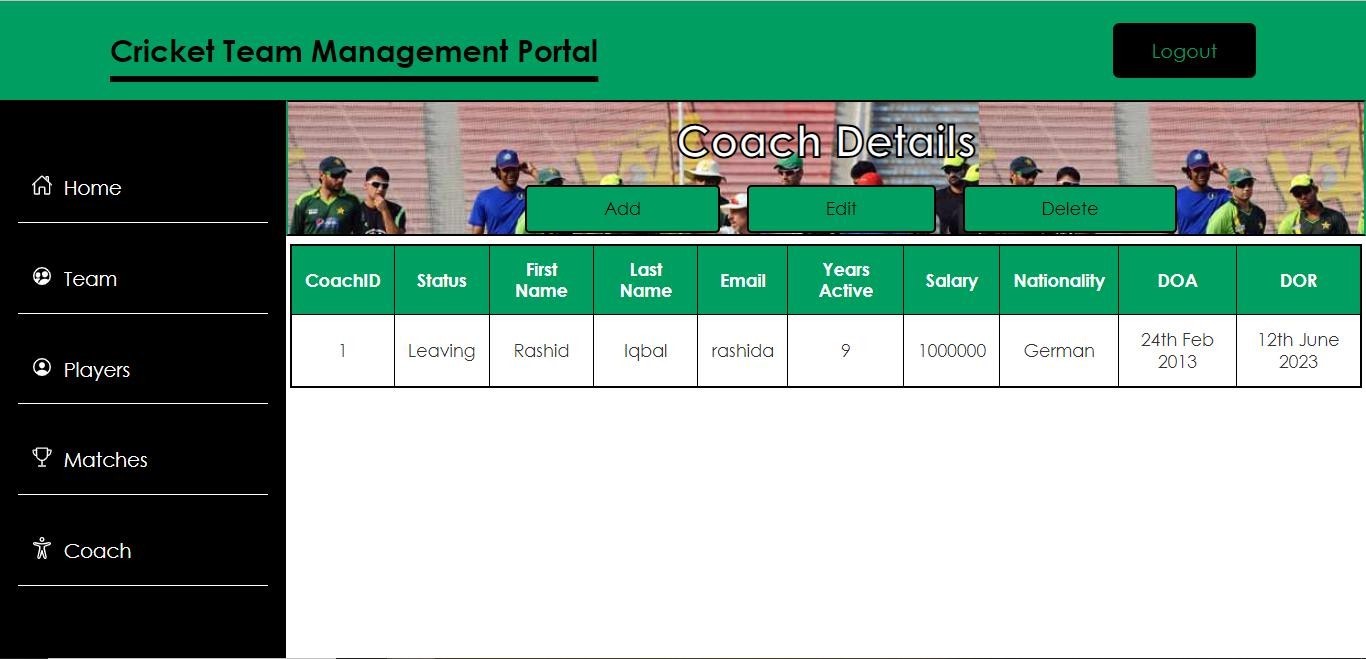 Cricket Team Management Portal
Logout
Home
Team
Players
Matches
Coach
Coach Details
Add
Edit
Delete
CoachID Status First Name Last Name Email Years Active Salary Nationality DOA DOR
1 Leaving Rashid Iqbal rashida 9 1000000 German 24th Feb 2013 12th June 2023